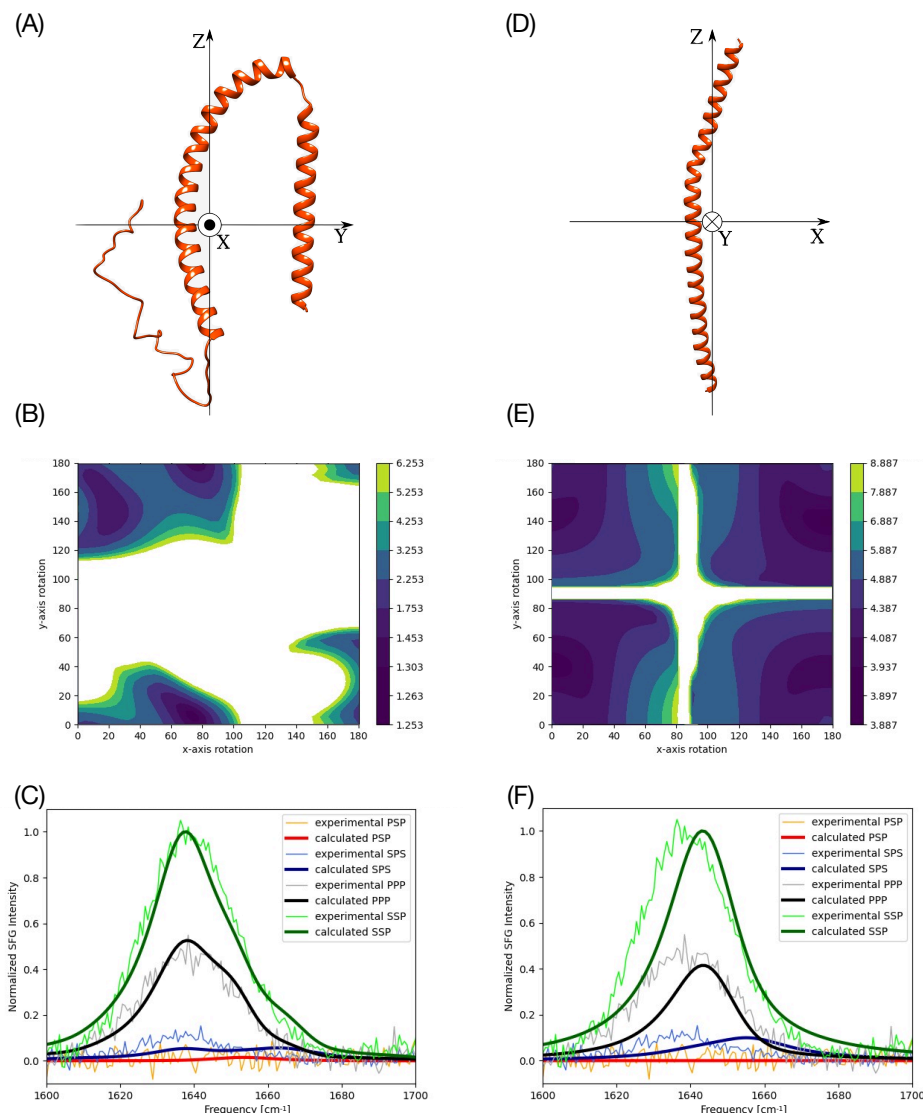 (A)
Z
Y
X
(D)
Z
X
Y
(B)
180
160
140
120
100
80
60
40
20
0
y-axis rotation
0 20 40 60 80 100 120 140 160 180
x-axis rotation
6.253
5.253
4.253
3.253
2.253
1.753
1.453
1.303
1.263
1.253
(E)
180
160
140
120
100
80
60
40
20
0
y-axis rotation
0 20 40 60 80 100 120 140 160 180
x-axis rotation
8.887
7.887
6.887
5.887
4.887
4.387
4.087
3.937
3.897
3.887
(C)
experimental PSP
calculated PSP
experimental SPS
calculated SPS
experimental PPP
calculated PPP
experimental SSP
calculated SSP
1.0
0.8
0.6
0.4
0.2
0.0
Normalized SFG Intensity
1600 1620 1640 1660 1680 1700
Frequency [cm-1]
(F)
experimental PSP
calculated PSP
experimental SPS
calculated SPS
experimental PPP
calculated PPP
experimental SSP
calculated SSP
1.0
0.8
0.6
0.4
0.2
0.0
Normalized SFG Intensity
1600 1620 1640 1660 1680 1700
Frequency [cm-1]